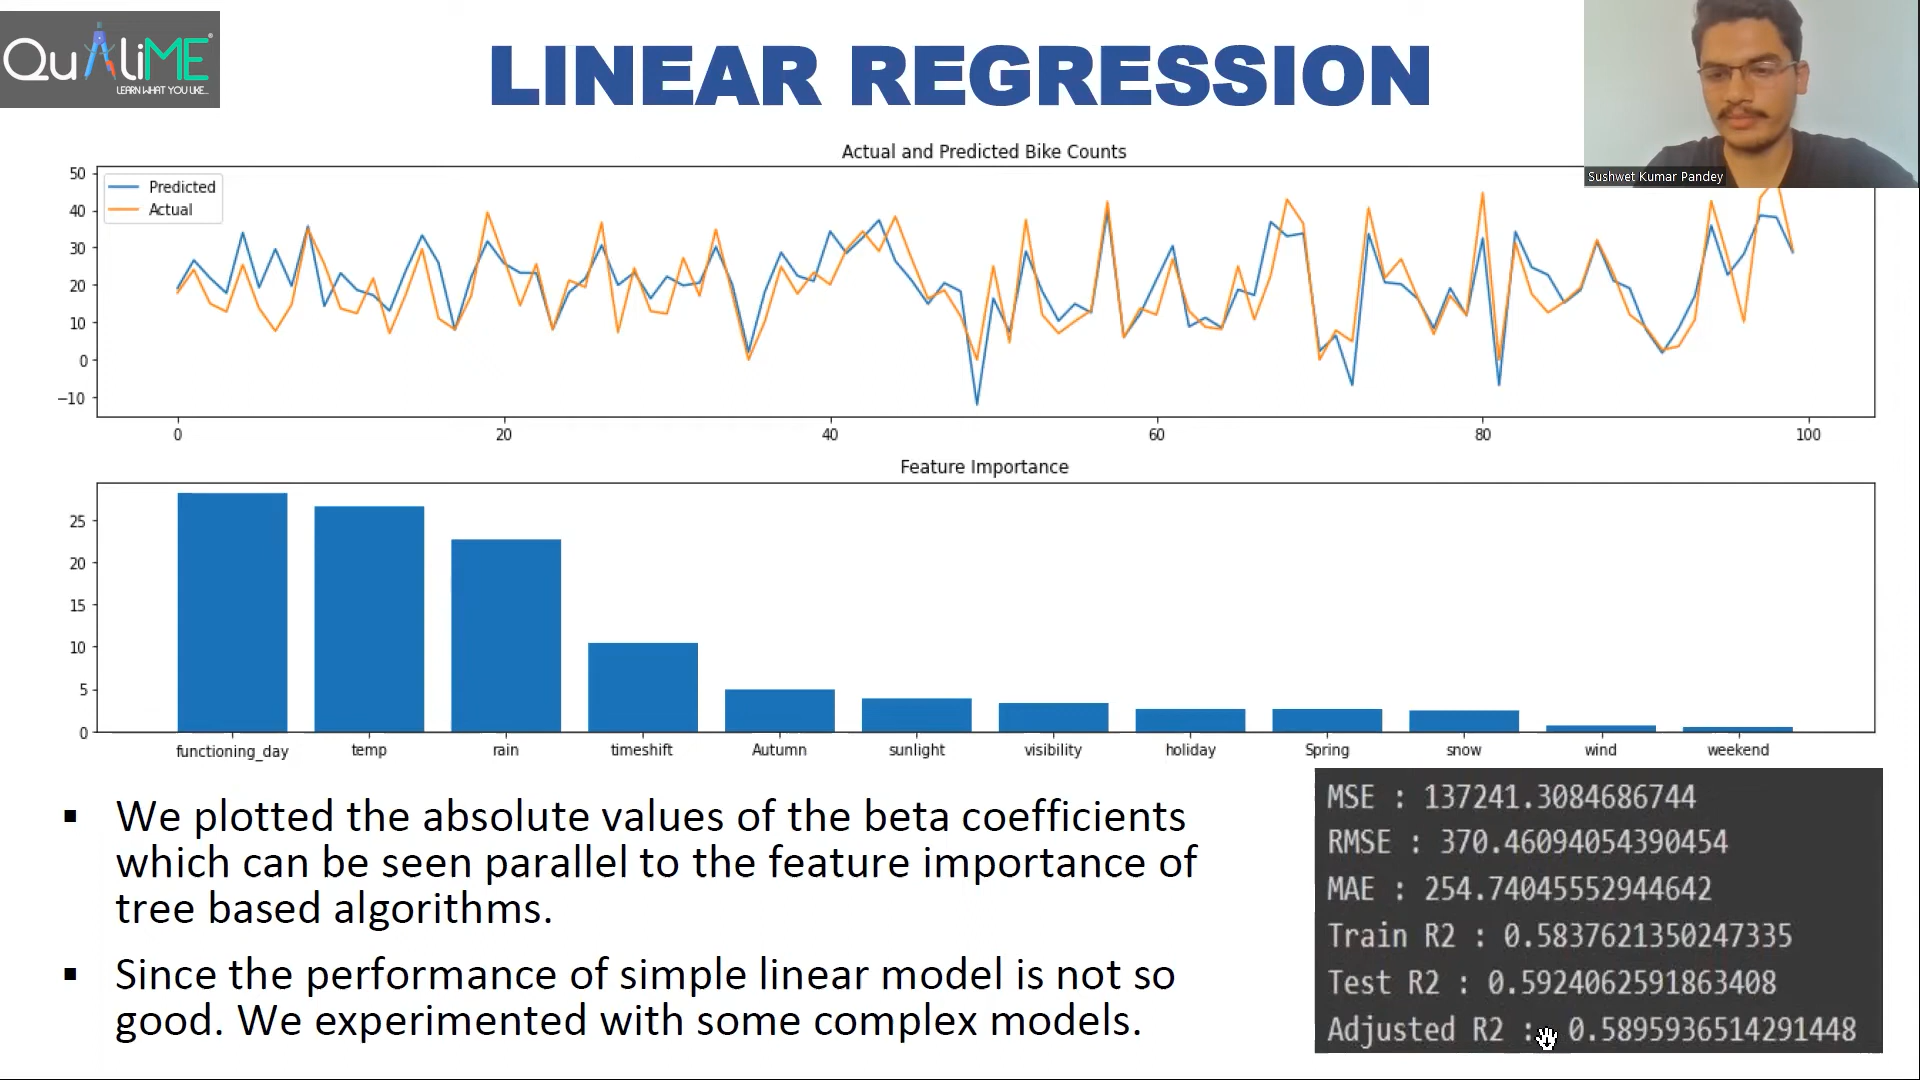 QuAliME
LEARN WHAT YOU LIKE...
LINEAR REGRESSION
Sushwet Kumar Pandey
Actual and Predicted Bike Counts
Predicted
Actual
50
40
30
20
10
0
−10
0 20 40 60 80 100
Feature Importance
25
20
15
10
5
0
functioning_day temp rain timeshift Autumn sunlight visibility holiday Spring snow wind weekend
▪ We plotted the absolute values of the beta coefficients
which can be seen parallel to the feature importance of
tree based algorithms.
▪ Since the performance of simple linear model is not so
good. We experimented with some complex models.
MSE : 137241.3084686744
RMSE : 370.46094054390454
MAE : 254.74045552944642
Train R2 : 0.5837621350247335
Test R2 : 0.5924062591863408
Adjusted R2 : 0.5895936514291448